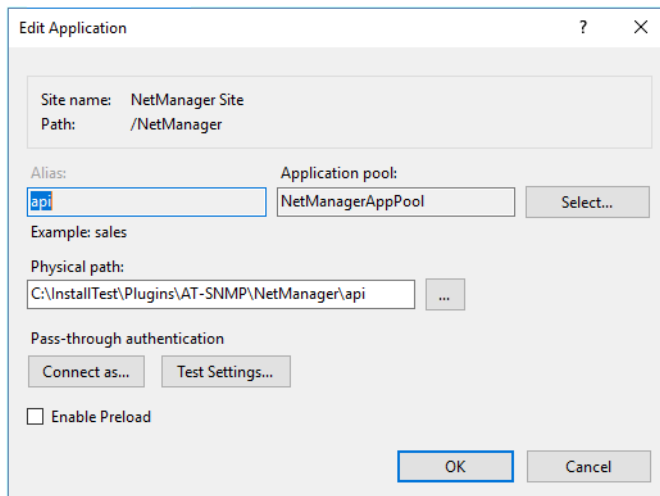 Edit Application
?
Site name: NetManager Site
Path: /NetManager
Alias: Application pool:
api NetManagerAppPool Select...
Example: sales
Physical path:
C:\InstallTest\Plugins\AT-SNMP\NetManager\api ...
Pass-through authentication
Connect as... Test Settings...
Enable Preload
OK Cancel